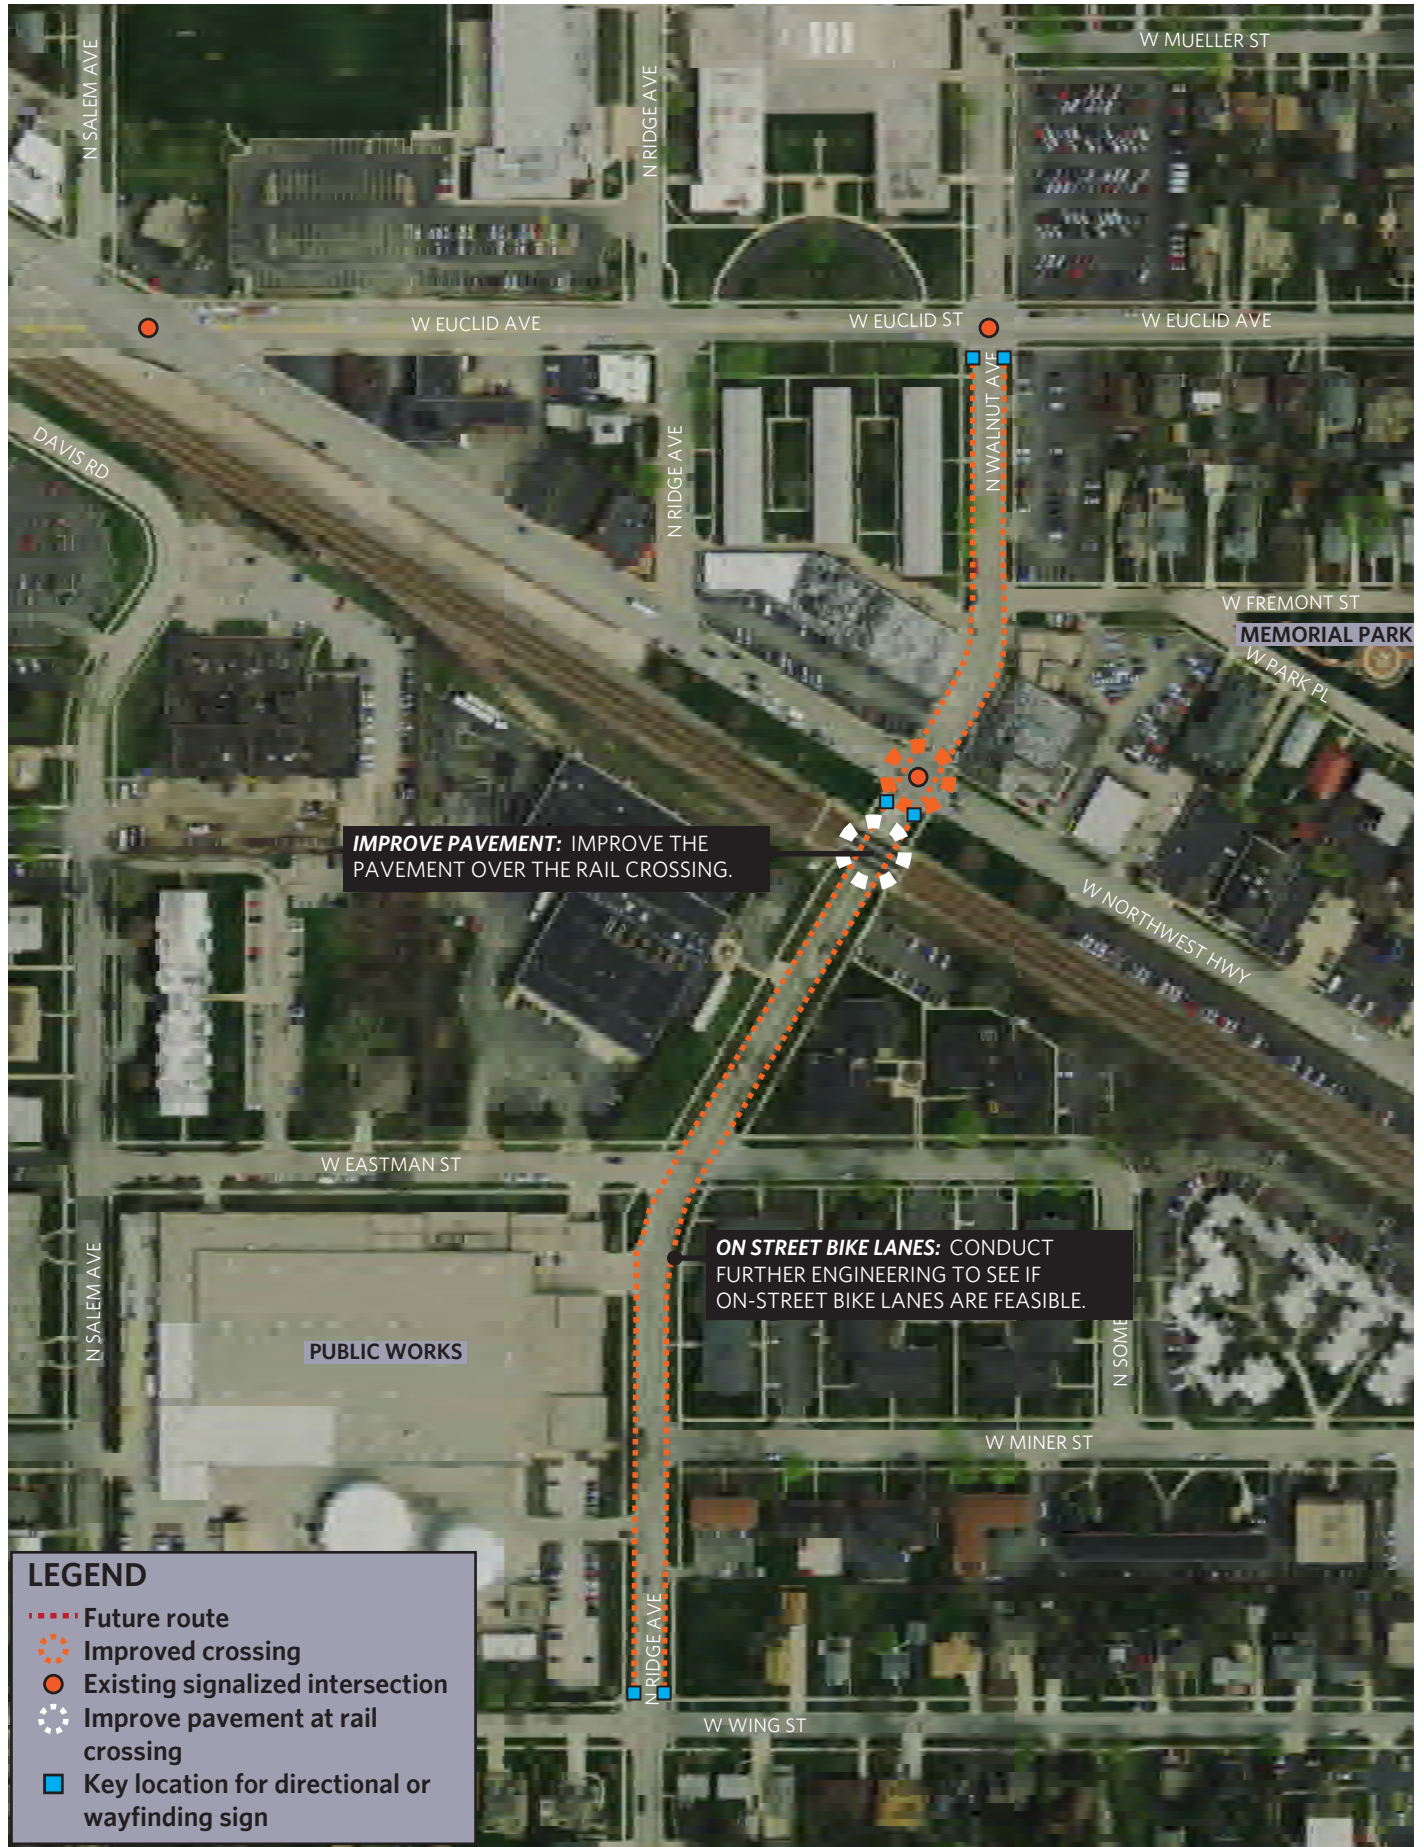 W MUELLER ST
N SALEM AVE
N RIDGE AVE
W EUCLID AVE
W EUCLID ST
W EUCLID AVE
N WALNUT AVE
DAVIS RD
N RIDGE AVE
W FREMONT ST
MEMORIAL PARK
W PARK PL
IMPROVE PAVEMENT: IMPROVE THE
PAVEMENT OVER THE RAIL CROSSING.
W NORTHWEST HWY
W EASTMAN ST
ON STREET BIKE LANES: CONDUCT
FURTHER ENGINEERING TO SEE IF
ON-STREET BIKE LANES ARE FEASIBLE.
N SALEM AVE
PUBLIC WORKS
N SOME
W MINER ST
N RIDGE AVE
W WING ST
LEGEND
Future route
Improved crossing
Existing signalized intersection
Improve pavement at rail
crossing
Key location for directional or
wayfinding sign